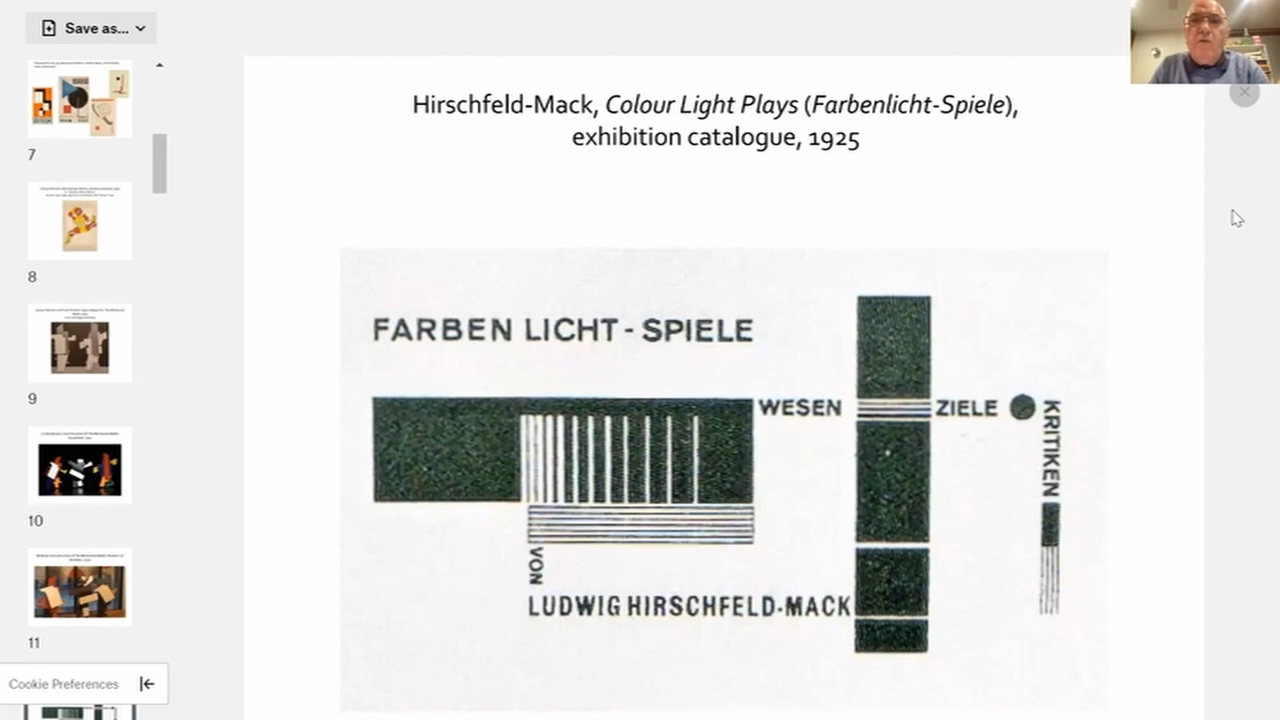 Save as...
7
8
9
10
11
Cookie Preferences
Hirschfeld-Mack, Colour Light Plays (Farbenlicht-Spiele),
exhibition catalogue, 1925
FARBEN LICHT - SPIELE
WESEN
ZIELE
KRITIKEN
VON
LUDWIG HIRSCHFELD-MACK